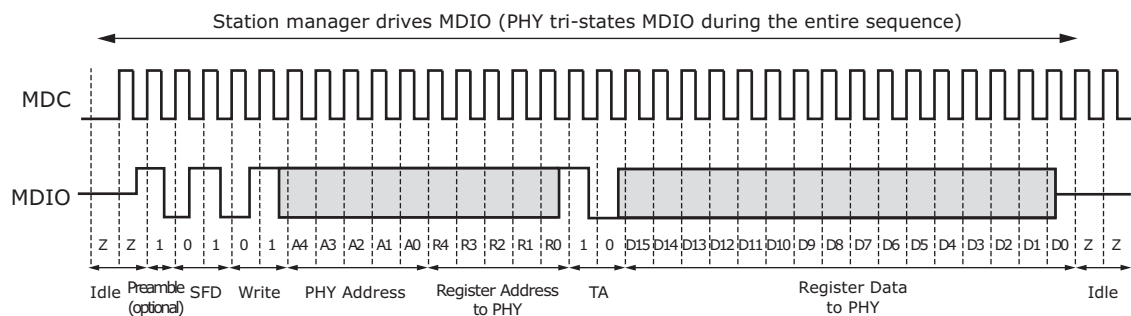 Station manager drives MDIO (PHY tri-states MDIO during the entire sequence)
MDC
MDIO
Z Z 1 0 1 0 1 A4 A3 A2 A1 A0 R4 R3 R2 R1 R0 1 0 D15 D14 D13 D12 D11 D10 D9 D8 D7 D6 D5 D4 D3 D2 D1 D0 Z Z
Idle Preamble (optional) SFD Write PHY Address Register Address to PHY TA Register Data to PHY Idle